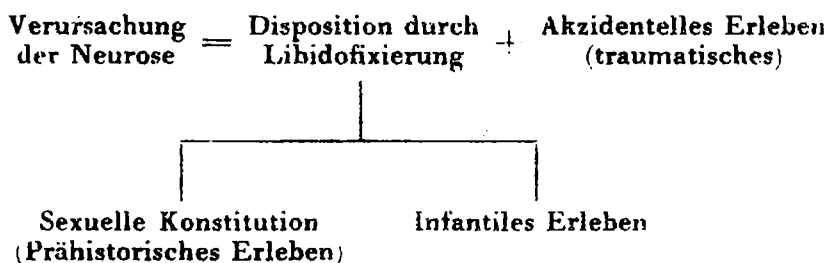 Verursachung der Neurose = Disposition durch Libidofixierung + Akzidentelles Erleben (traumatisches)
Sexuelle Konstitution (Prähistorisches Erleben)
Infantiles Erleben